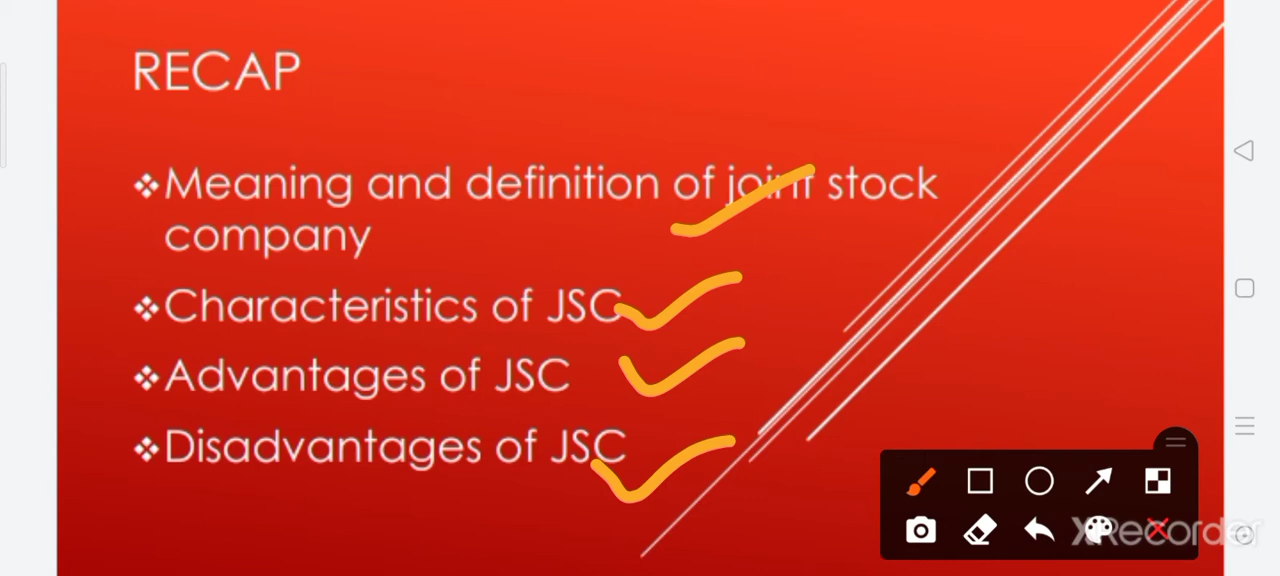 RECAP
❖Meaning and definition of joint stock
company
❖Characteristics of JSC
❖Advantages of JSC
❖Disadvantages of JSC
XRecorder